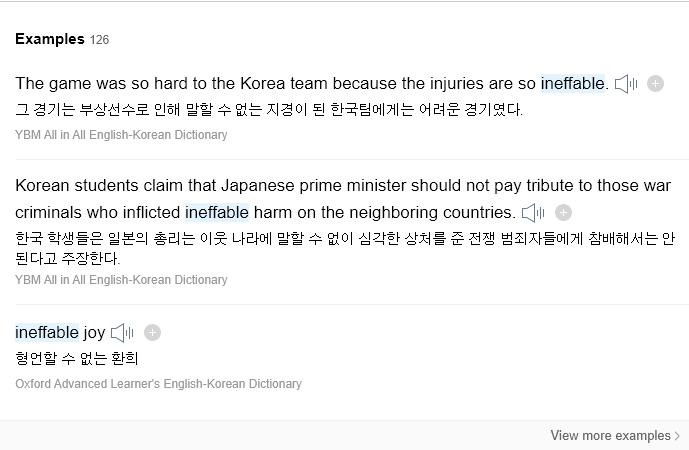 Examples 126
The game was so hard to the Korea team because the injuries are so ineffable.
그 경기는 부상선수로 인해 말할 수 없는 지경이 된 한국팀에게는 어려운 경기였다.
YBM All in All English-Korean Dictionary
Korean students claim that Japanese prime minister should not pay tribute to those war
criminals who inflicted ineffable harm on the neighboring countries.
한국 학생들은 일본의 총리는 이웃 나라에 말할 수 없이 심각한 상처를 준 전쟁 범죄자들에게 참배해서는 안
된다고 주장한다.
YBM All in All English-Korean Dictionary
ineffable joy
형언할 수 없는 환희
Oxford Advanced Learner's English-Korean Dictionary
View more examples